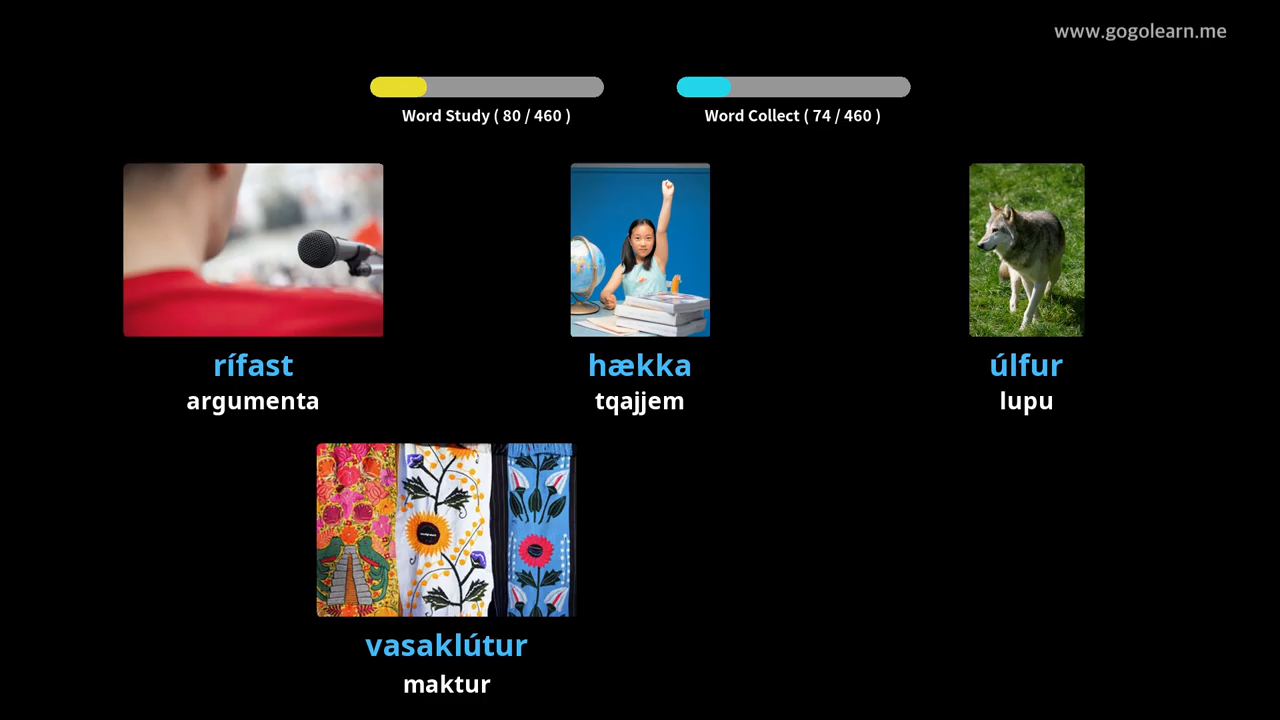 www.gogolearn.me
Word Study ( 80 / 460 )
Word Collect ( 74 / 460 )
rífast
argumenta
hækka
tqajjem
úlfur
lupu
vasaklútur
maktur